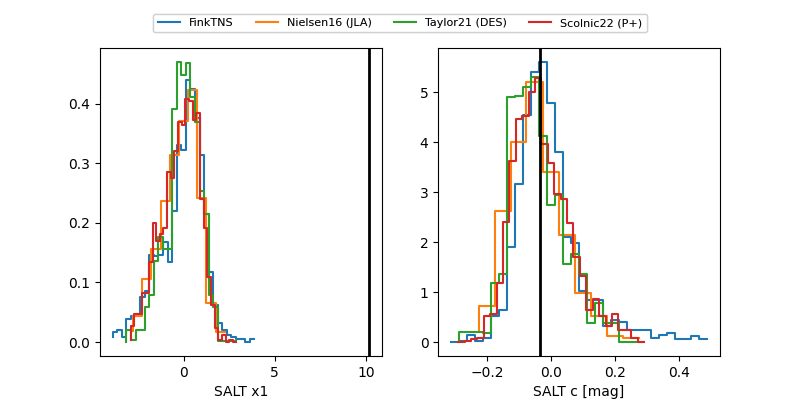 FinkTNS Nielsen16 (JLA) Taylor21 (DES) Scolnic22 (P+)
0.4
0.3
0.2
0.1
0.0
0 5 10
SALT x1
5
4
3
2
1
0
−0.2 0.0 0.2 0.4
SALT c [mag]